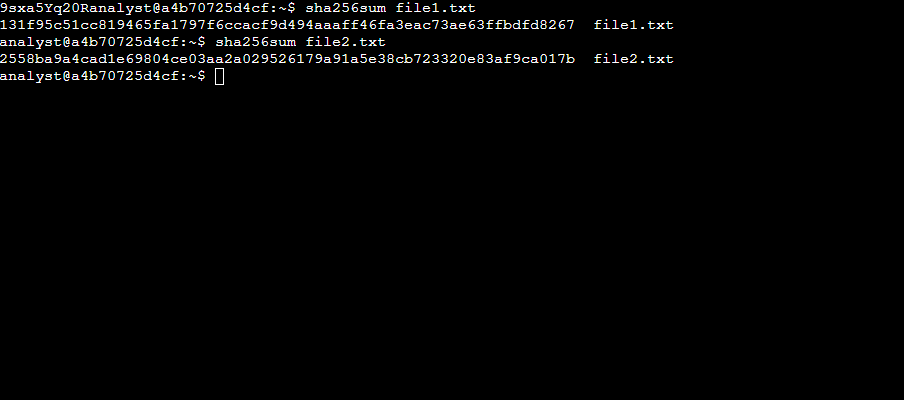 9sxa5Yq20Ranalyst@a4b70725d4cf:~$ sha256sum file1.txt
131f95c51cc819465fa1797f6ccacf9d494aaaff46fa3eac73ae63ffbdfd8267  file1.txt
analyst@a4b70725d4cf:~$ sha256sum file2.txt
2558ba9a4cad1e69804ce03aa2a029526179a91a5e38cb723320e83af9ca017b  file2.txt
analyst@a4b70725d4cf:~$